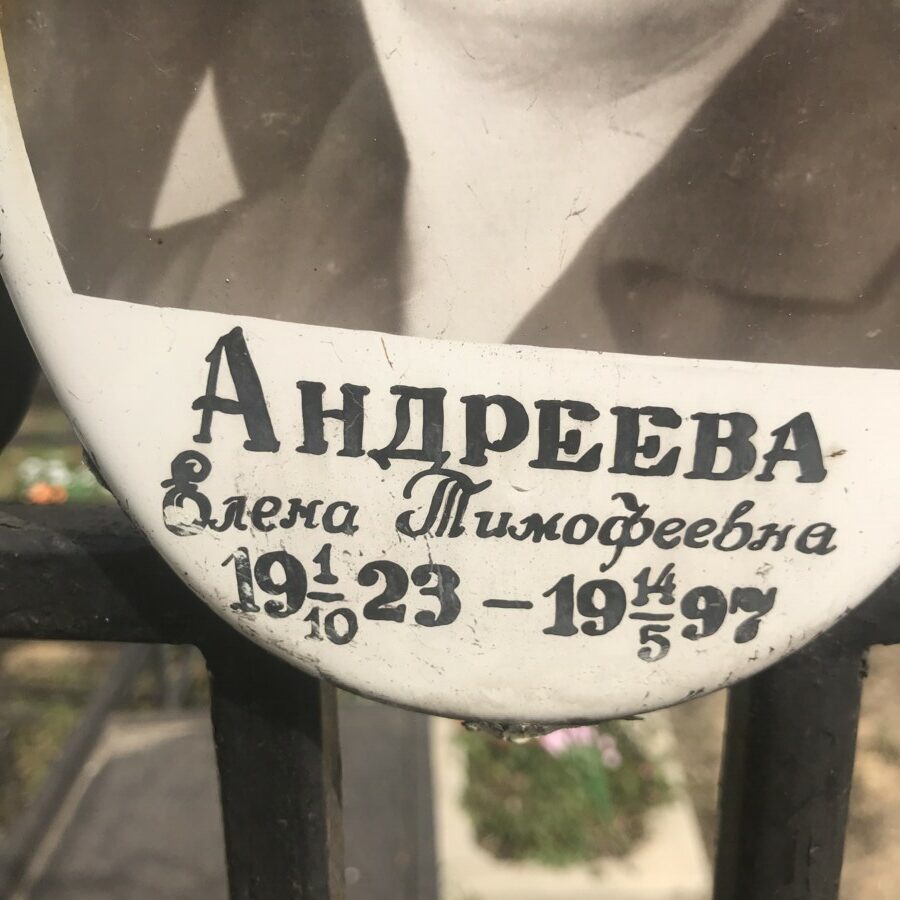 Андреева
Елена Тимофеевна
19 1/10 23 – 19 14/5 97